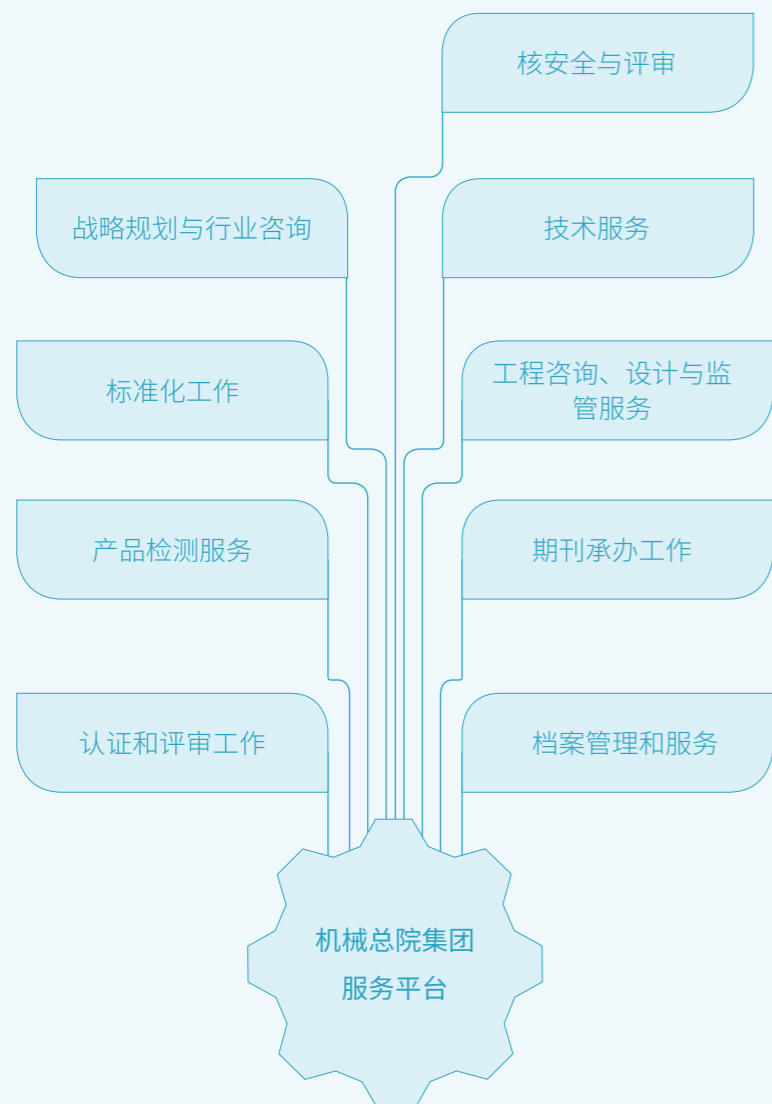 核安全与评审
战略规划与行业咨询
技术服务
标准化工作
工程咨询、设计与监
管服务
产品检测服务
期刊承办工作
认证和评审工作
档案管理和服务
机械总院集团
服务平台